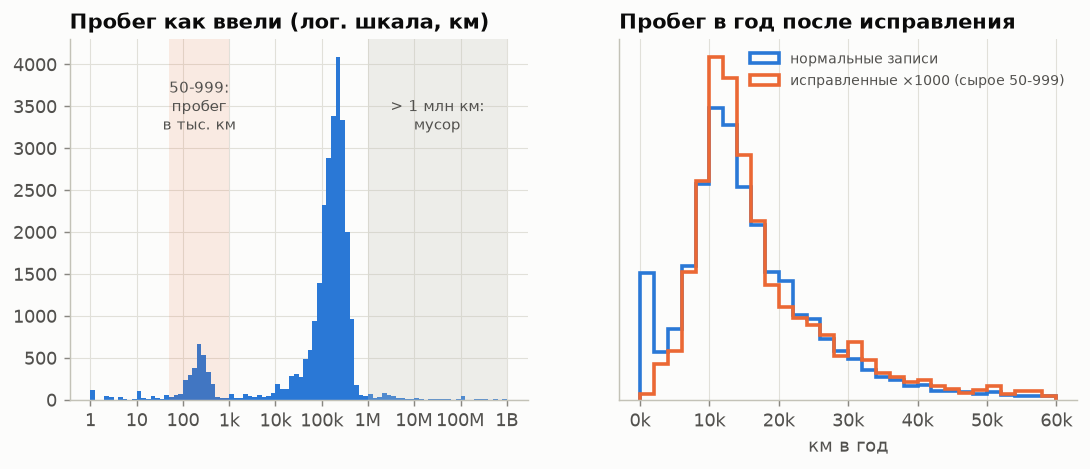 Пробег как ввели (лог. шкала, км)
4000
3500
3000
2500
2000
1500
1000
500
0
50-999:
пробег
в тыс. км
> 1 млн км:
мусор
1
10
100
1k
10k
100k
1M
10M
100M
1B
Пробег в год после исправления
нормальные записи
исправленные ×1000 (сырое 50-999)
0k
10k
20k
30k
40k
50k
60k
км в год